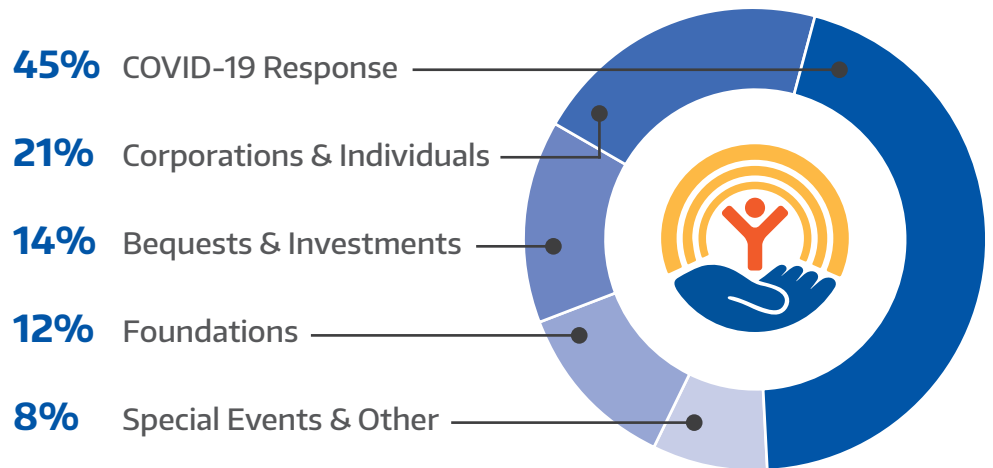 45% COVID-19 Response
21% Corporations & Individuals
14% Bequests & Investments
12% Foundations
8% Special Events & Other